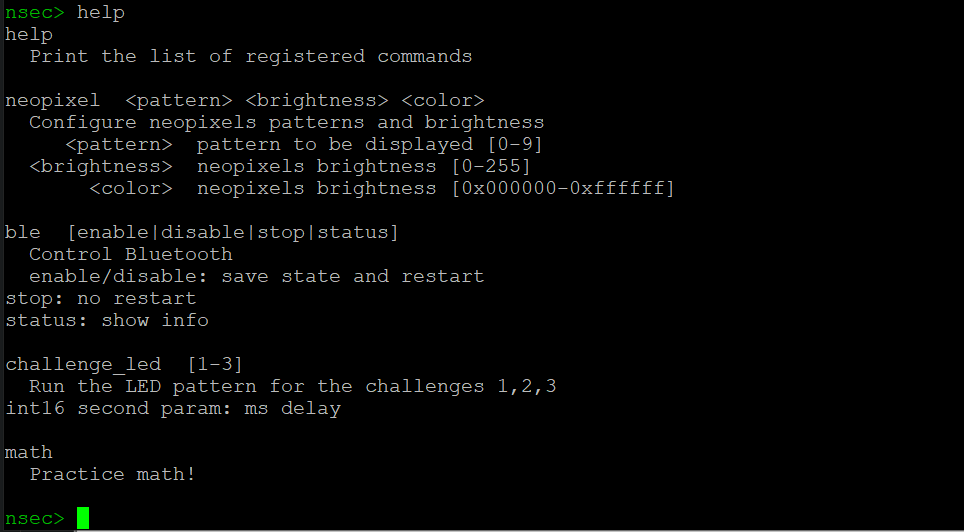 nsec> help
help
  Print the list of registered commands

neopixel  <pattern> <brightness> <color>
  Configure neopixels patterns and brightness
     <pattern>  pattern to be displayed [0-9]
  <brightness>  neopixels brightness [0-255]
       <color>  neopixels brightness [0x000000-0xffffff]

ble  [enable|disable|stop|status]
  Control Bluetooth
  enable/disable: save state and restart
stop: no restart
status: show info

challenge_led  [1-3]
  Run the LED pattern for the challenges 1,2,3
int16 second param: ms delay

math
  Practice math!

nsec>